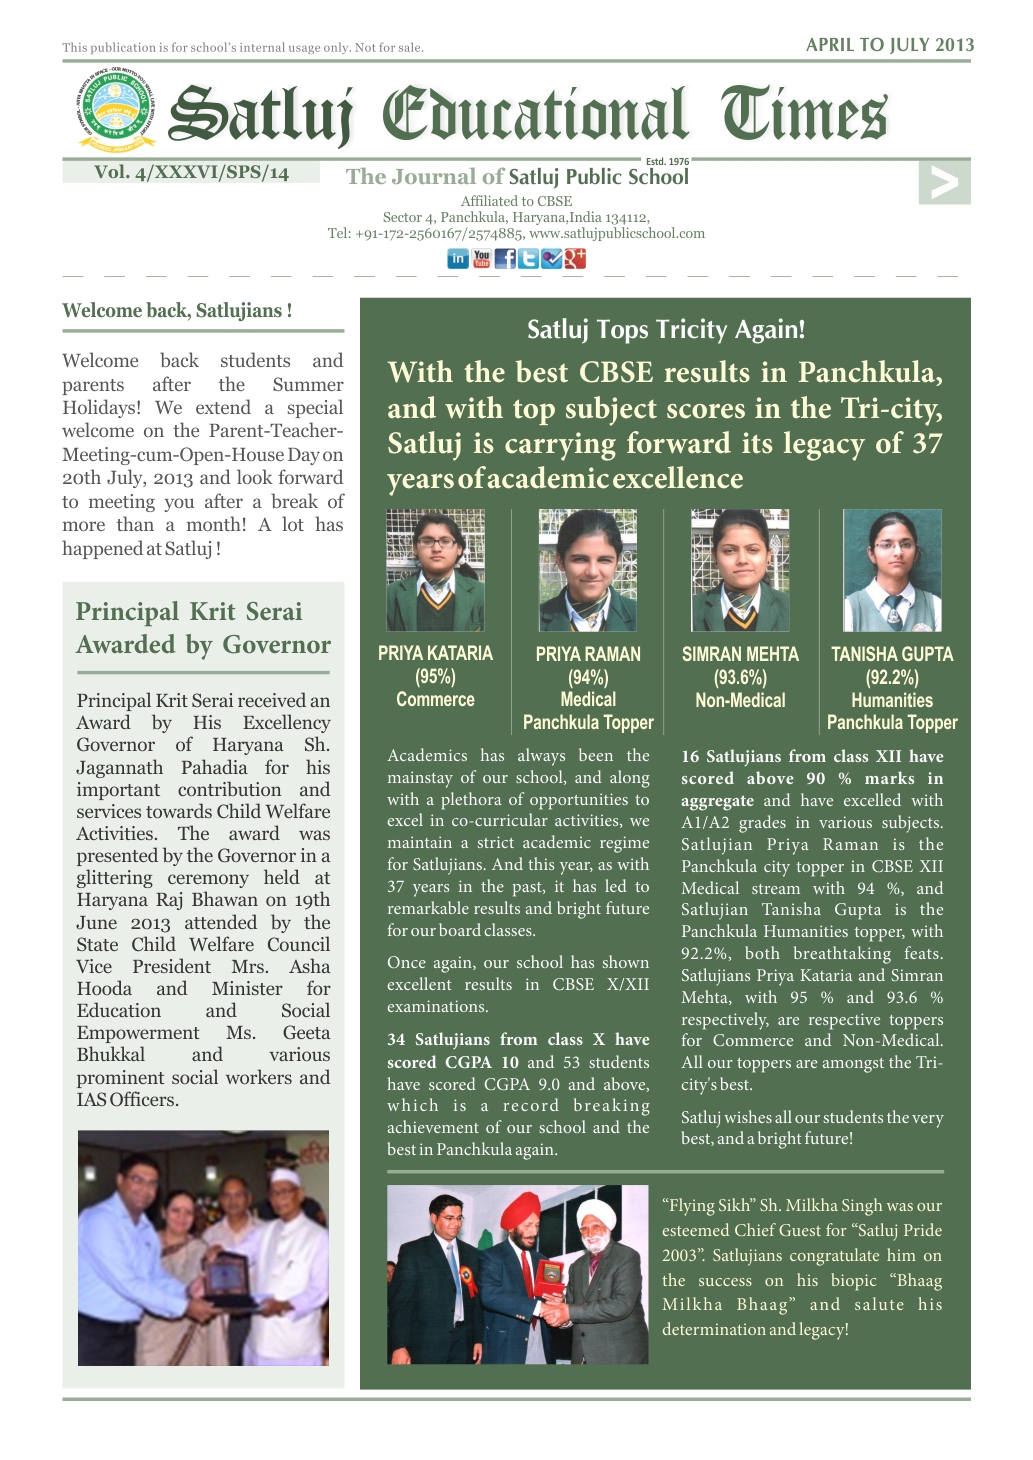 This publication is for school's internal usage only. Not for sale.
APRIL TO JULY 2013
SATLUJ PUBLIC SCHOOL
Satluj Educational Times
Estd. 1976
Vol. 4/XXXVI/SPS/14
The Journal of Satluj Public School
>
Affiliated to CBSE
Sector 4, Panchkula, Haryana,India 134112,
Tel: +91-172-2560167/2574885, www.satlujpublicschool.com
in You Tube f t g+
Welcome back, Satlujians !
Welcome back students and
parents after the Summer
Holidays! We extend a special
welcome on the Parent-Teacher-
Meeting-cum-Open-House Day on
20th July, 2013 and look forward
to meeting you after a break of
more than a month! A lot has
happened at Satluj !
Principal Krit Serai
Awarded by Governor
Principal Krit Serai received an
Award by His Excellency
Governor of Haryana Sh.
Jagannath Pahadia for his
important contribution and
services towards Child Welfare
Activities. The award was
presented by the Governor in a
glittering ceremony held at
Haryana Raj Bhawan on 19th
June 2013 attended by the
State Child Welfare Council
Vice President Mrs. Asha
Hooda and Minister for
Education and Social
Empowerment Ms. Geeta
Bhukkal and various
prominent social workers and
IAS Officers.
Satluj Tops Tricity Again!
With the best CBSE results in Panchkula,
and with top subject scores in the Tri-city,
Satluj is carrying forward its legacy of 37
years of academic excellence
PRIYA KATARIA
(95%)
Commerce
PRIYA RAMAN
(94%)
Medical
Panchkula Topper
SIMRAN MEHTA
(93.6%)
Non-Medical
TANISHA GUPTA
(92.2%)
Humanities
Panchkula Topper
Academics has always been the
mainstay of our school, and along
with a plethora of opportunities to
excel in co-curricular activities, we
maintain a strict academic regime
for Satlujians. And this year, as with
37 years in the past, it has led to
remarkable results and bright future
for our board classes.
Once again, our school has shown
excellent results in CBSE X/XII
examinations.
34 Satlujians from class X have
scored CGPA 10 and 53 students
have scored CGPA 9.0 and above,
which is a record breaking
achievement of our school and the
best in Panchkula again.
16 Satlujians from class XII have
scored above 90 % marks in
aggregate and have excelled with
A1/A2 grades in various subjects.
Satlujian Priya Raman is the
Panchkula city topper in CBSE XII
Medical stream with 94 %, and
Satlujian Tanisha Gupta is the
Panchkula Humanities topper, with
92.2%, both breathtaking feats.
Satlujians Priya Kataria and Simran
Mehta, with 95 % and 93.6 %
respectively, are respective toppers
for Commerce and Non-Medical.
All our toppers are amongst the Tri-
city's best.
Satluj wishes all our students the very
best, and a bright future!
“Flying Sikh” Sh. Milkha Singh was our
esteemed Chief Guest for “Satluj Pride
2003”. Satlujians congratulate him on
the success on his biopic “Bhaag
Milkha Bhaag” and salute his
determination and legacy!